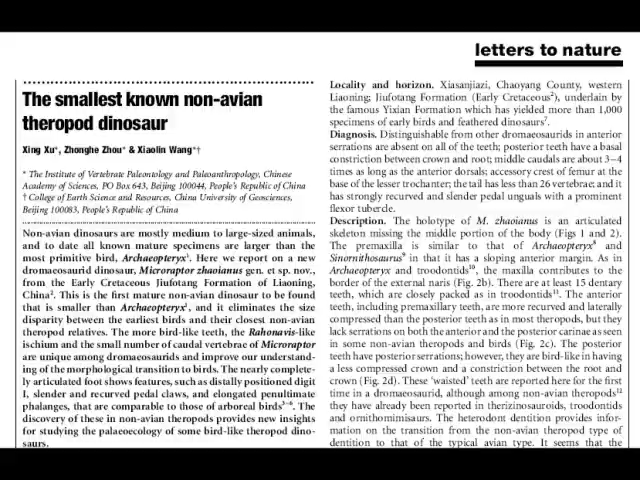 letters to nature
The smallest known non-avian
theropod dinosaur
Xing Xu*, Zhonghe Zhou* & Xiaolin Wang*†
* The Institute of Vertebrate Paleontology and Paleoanthropology, Chinese
Academy of Sciences, PO Box 643, Beijing 100044, People's Republic of China
† College of Earth Science and Resources, China University of Geosciences,
Beijing 100083, People's Republic of China
Non-avian dinosaurs are mostly medium to large-sized animals,
and to date all known mature specimens are larger than the
most primitive bird, Archaeopteryx¹. Here we report on a new
dromaeosaurid dinosaur, Microraptor zhaoianus gen. et sp. nov.,
from the Early Cretaceous Jiufotang Formation of Liaoning,
China². This is the first mature non-avian dinosaur to be found
that is smaller than Archaeopteryx¹, and it eliminates the size
disparity between the earliest birds and their closest non-avian
theropod relatives. The more bird-like teeth, the Rahonavis-like
ischium and the small number of caudal vertebrae of Microraptor
are unique among dromaeosaurids and improve our understand-
ing of the morphological transition to birds. The nearly complete-
ly articulated foot shows features, such as distally positioned digit
I, slender and recurved pedal claws, and elongated penultimate
phalanges, that are comparable to those of arboreal birds³⁻⁶. The
discovery of these in non-avian theropods provides new insights
for studying the palaeoecology of some bird-like theropod dino-
saurs.
Locality and horizon. Xiasanjiazi, Chaoyang County, western
Liaoning; Jiufotang Formation (Early Cretaceous²), underlain by
the famous Yixian Formation which has yielded more than 1,000
specimens of early birds and feathered dinosaurs⁷.
Diagnosis. Distinguishable from other dromaeosaurids in anterior
serrations are absent on all of the teeth; posterior teeth have a basal
constriction between crown and root; middle caudals are about 3–4
times as long as the anterior dorsals; accessory crest of femur at the
base of the lesser trochanter; the tail has less than 26 vertebrae; and it
has strongly recurved and slender pedal unguals with a prominent
flexor tubercle.
Description. The holotype of M. zhaoianus is an articulated
skeleton missing the middle portion of the body (Figs 1 and 2).
The premaxilla is similar to that of Archaeopteryx⁸ and
Sinornithosaurus⁹ in that it has a sloping anterior margin. As in
Archaeopteryx and troodontids¹⁰, the maxilla contributes to the
border of the external naris (Fig. 2b). There are at least 15 dentary
teeth, which are closely packed as in troodontids¹¹. The anterior
teeth, including premaxillary teeth, are more recurved and laterally
compressed than the posterior teeth as in most theropods, but they
lack serrations on both the anterior and the posterior carinae as seen
in some non-avian theropods and birds (Fig. 2c). The posterior
teeth have posterior serrations; however, they are bird-like in having
a less compressed crown and a constriction between the root and
crown (Fig. 2d). These 'waisted' teeth are reported here for the first
time in a dromaeosaurid, although among non-avian theropods¹²
they have already been reported in therizinosauroids, troodontids
and ornithomimisaurs. The heterodont dentition provides infor-
mation on the transition from the non-avian theropod type of
dentition to that of the typical avian type. It seems that the